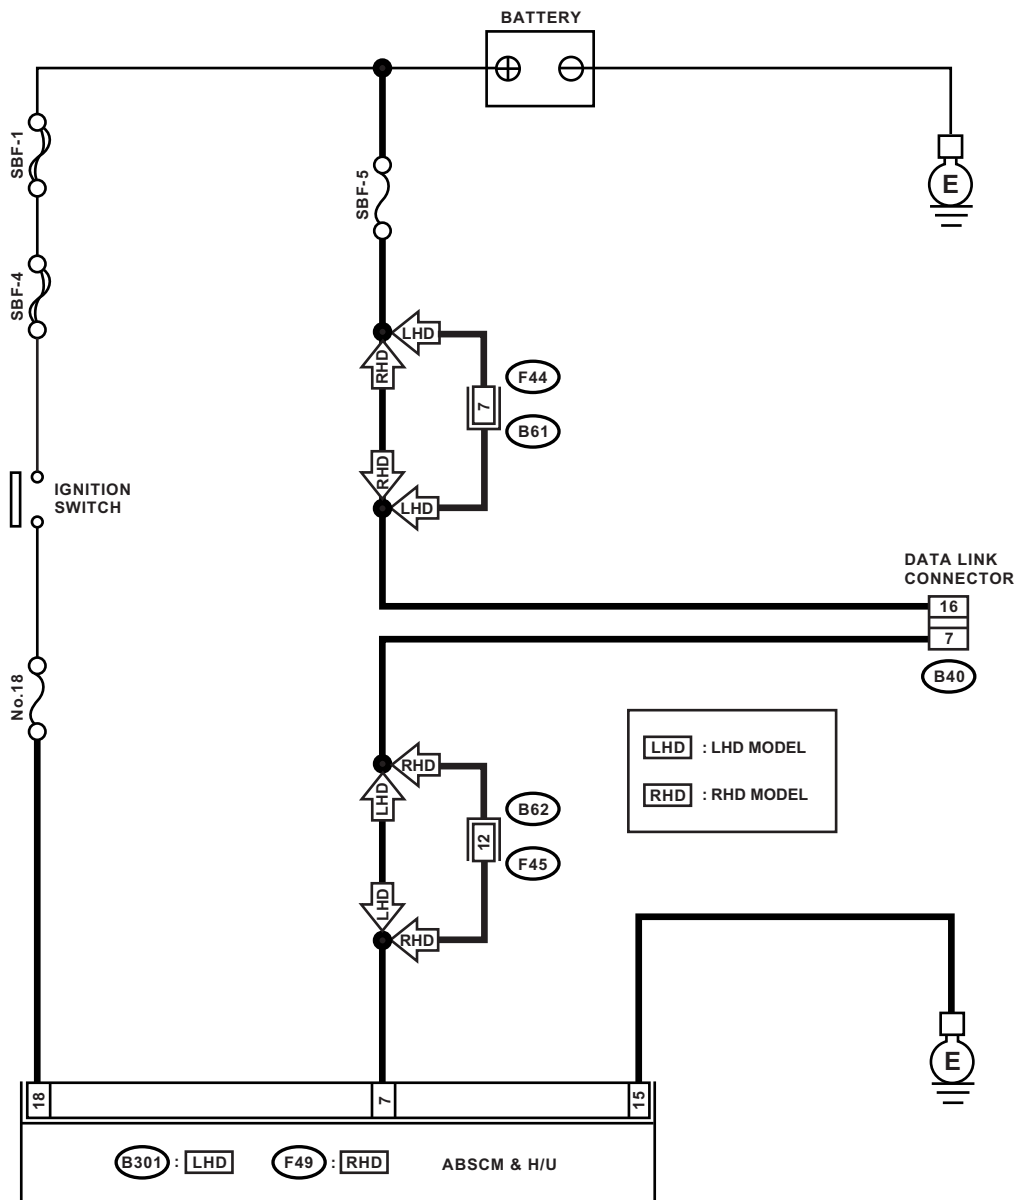 BATTERY
SBF-1
SBF-5
E
SBF-4
LHD
RHD
F44
7
B61
RHD
LHD
IGNITION
SWITCH
DATA LINK
CONNECTOR
16
7
B40
No.18
LHD : LHD MODEL
RHD : RHD MODEL
RHD
LHD
B62
12
F45
LHD
RHD
E
18
7
15
B301 : LHD
F49 : RHD
ABSCM & H/U